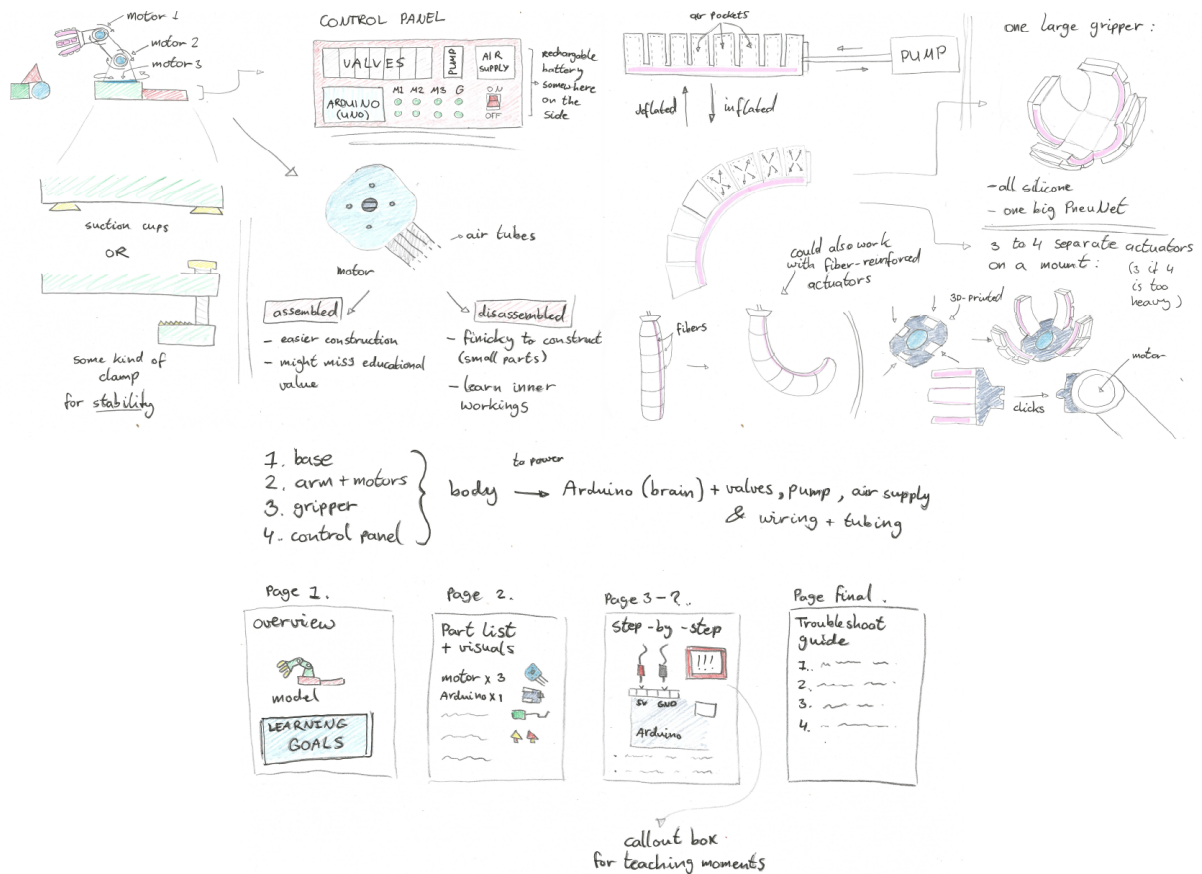 motor 1
motor 2
motor 3
suction cups
OR
some kind of
clamp
for stability
CONTROL PANEL
VALVES
PUMP
AIR
SUPPLY
ARDUINO
(UNO)
M1 M2 M3 G
ON
OFF
rechargable
battery
somewhere
on the
side
air tubes
motor
assembled
- easier construction
- might miss educational
value
disassembled
- finicky to construct
(small parts)
- learn inner
workings
air pockets
PUMP
deflated
inflated
could also work
with fiber-reinforced
actuators
fibers
one large gripper :
- all silicone
- one big PneuNet
3 to 4 separate actuators
on a mount :
(3 if 4
is too
heavy)
3D-printed
motor
clicks
1. base
2. arm + motors
3. gripper
4. control panel
body
to power
Arduino (brain) + valves, pump, air supply
& wiring + tubing
Page 1.
overview
model
LEARNING
GOALS
Page 2.
Part list
+ visuals
motor x 3
Arduino x 1
Page 3 - ?.
Step - by - step
!!!
5V GND
Arduino
callout box
for teaching moments
Page final.
Troubleshoot
guide
1.
2.
3.
4.